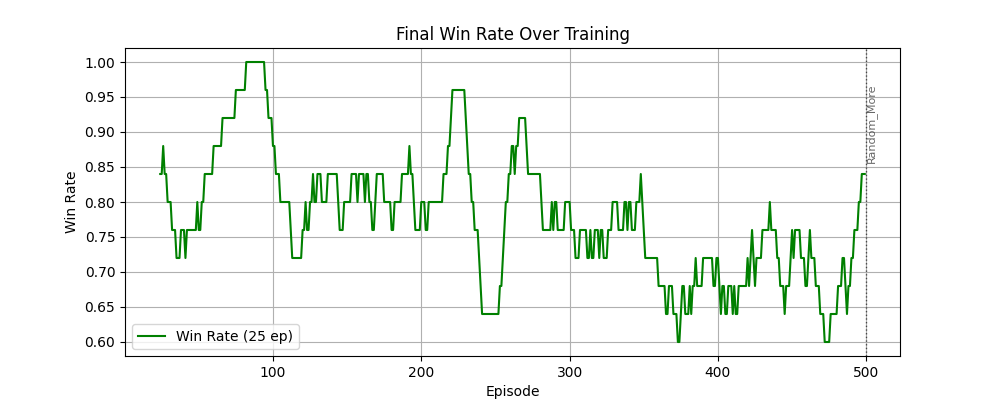 Final Win Rate Over Training
Win Rate
1.00
0.95
0.90
0.85
0.80
0.75
0.70
0.65
0.60
Random_More
Win Rate (25 ep)
100
200
300
400
500
Episode